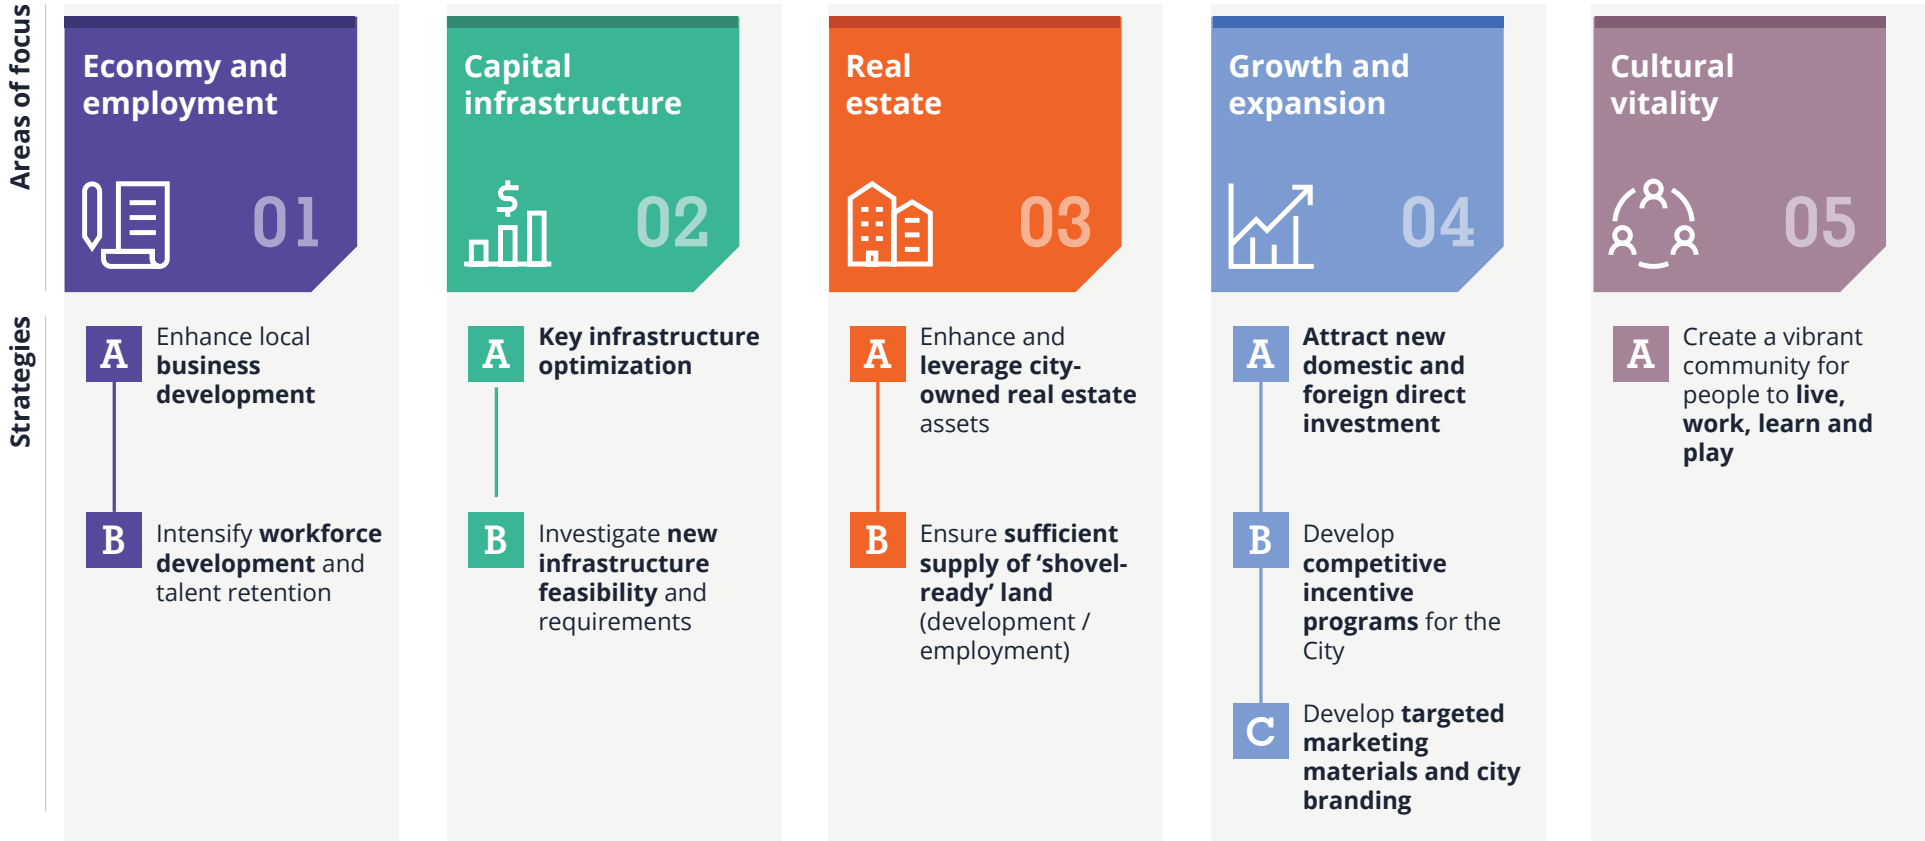 Areas of focus
Economy and
employment
01
Capital
infrastructure
$
02
Real
estate
03
Growth and
expansion
04
Cultural
vitality
05
Strategies
A
Enhance local
business
development
B
Intensify workforce
development and
talent retention
A
Key infrastructure
optimization
B
Investigate new
infrastructure
feasibility and
requirements
A
Enhance and
leverage city-
owned real estate
assets
B
Ensure sufficient
supply of ‘shovel-
ready’ land
(development /
employment)
A
Attract new
domestic and
foreign direct
investment
B
Develop
competitive
incentive
programs for the
City
C
Develop targeted
marketing
materials and city
branding
A
Create a vibrant
community for
people to live,
work, learn and
play